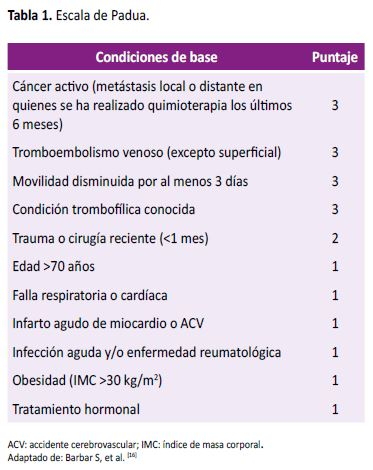 Tabla 1. Escala de Padua.
Condiciones de base Puntaje
Cáncer activo (metástasis local o distante en
quienes se ha realizado quimioterapia los últimos 3
6 meses)
Tromboembolismo venoso (excepto superficial) 3
Movilidad disminuida por al menos 3 días 3
Condición trombofílica conocida 3
Trauma o cirugía reciente (<1 mes) 2
Edad >70 años 1
Falla respiratoria o cardíaca 1
Infarto agudo de miocardio o ACV 1
Infección aguda y/o enfermedad reumatológica 1
Obesidad (IMC >30 kg/m²) 1
Tratamiento hormonal 1
ACV: accidente cerebrovascular; IMC: índice de masa corporal.
Adaptado de: Barbar S, et al. [16]